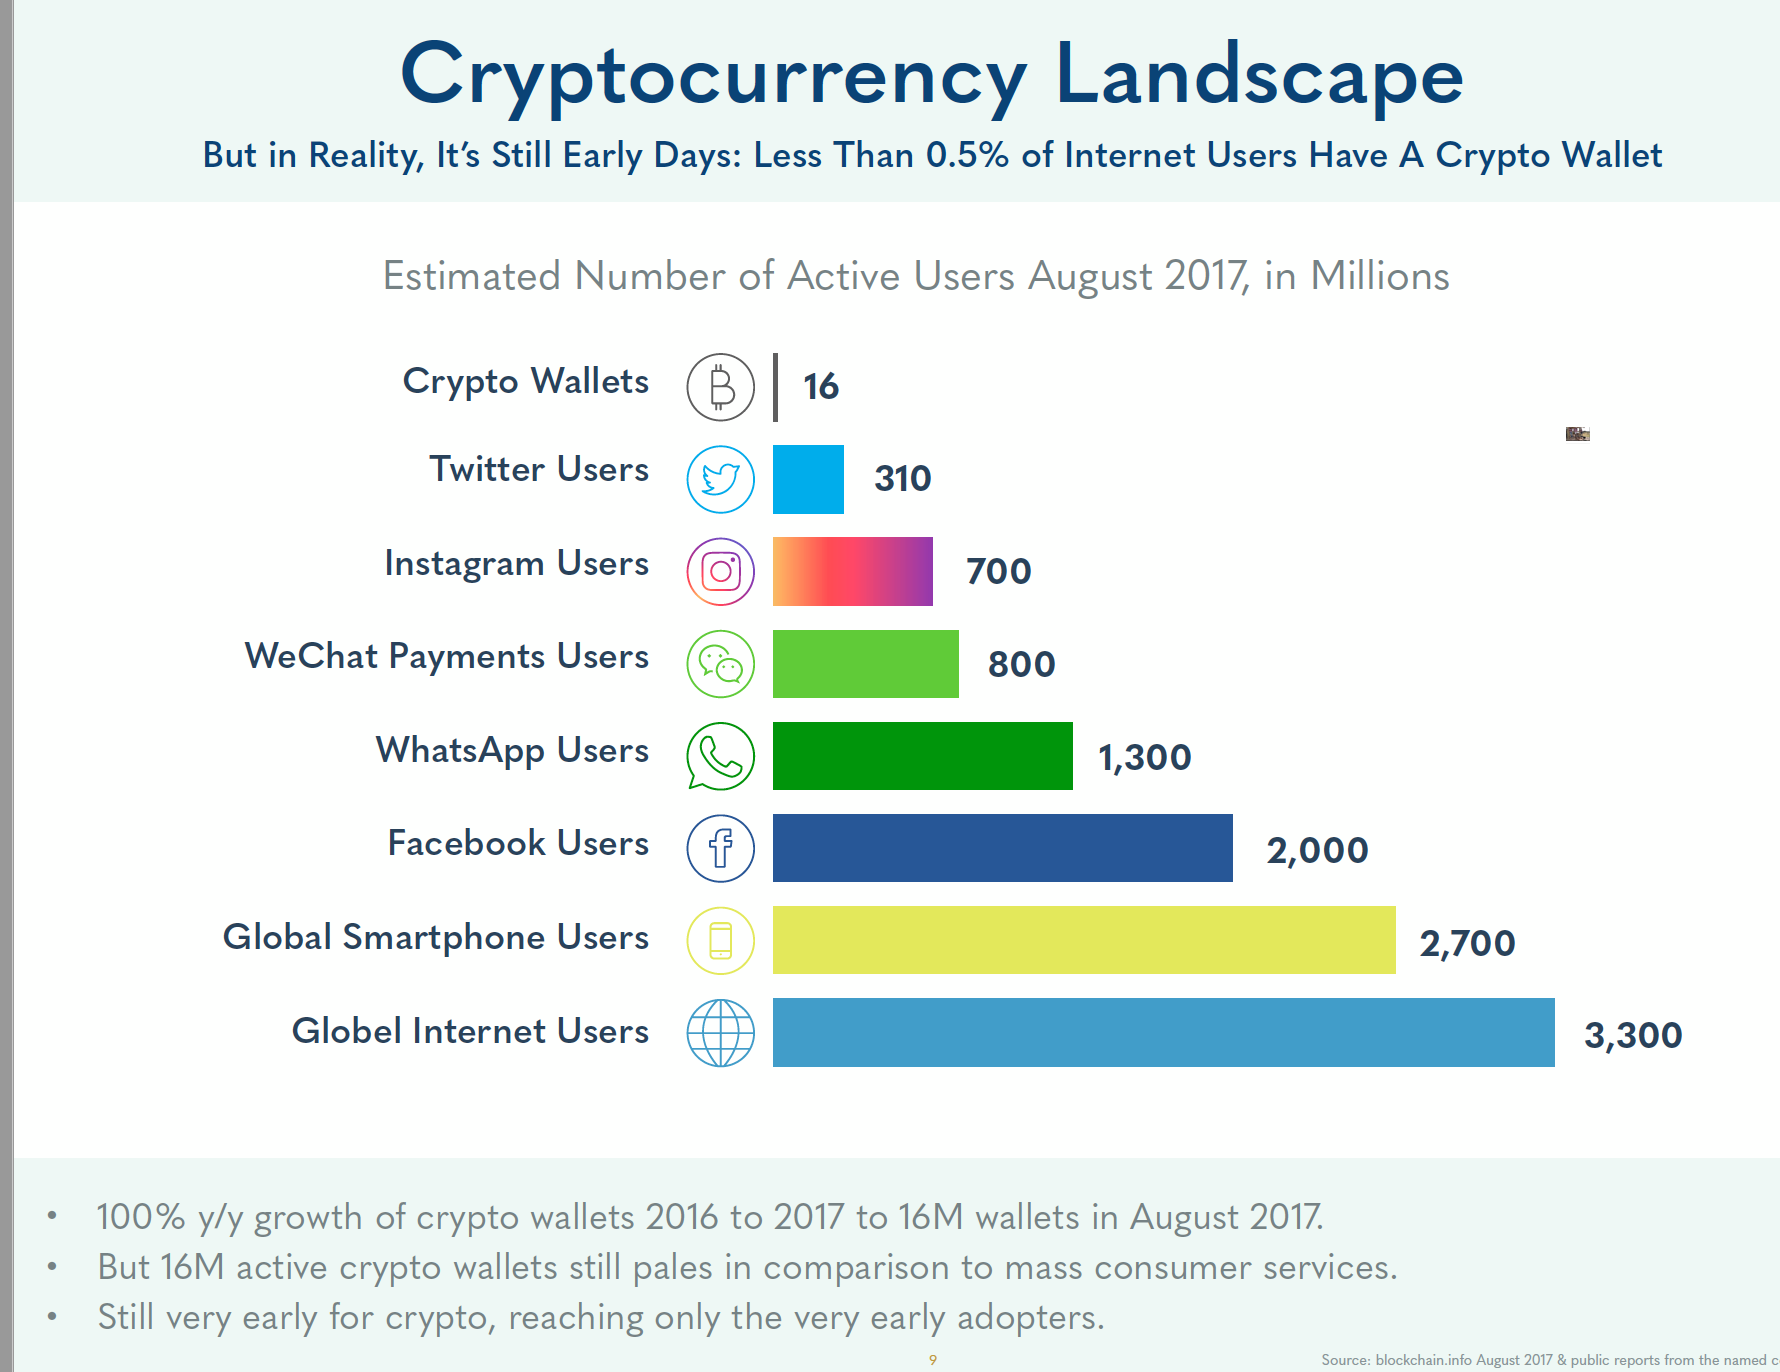 Cryptocurrency Landscape
But in Reality, It's Still Early Days: Less Than 0.5% of Internet Users Have A Crypto Wallet
Estimated Number of Active Users August 2017, in Millions
Crypto Wallets 16
Twitter Users 310
Instagram Users 700
WeChat Payments Users 800
WhatsApp Users 1,300
Facebook Users 2,000
Global Smartphone Users 2,700
Globel Internet Users 3,300
• 100% y/y growth of crypto wallets 2016 to 2017 to 16M wallets in August 2017.
• But 16M active crypto wallets still pales in comparison to mass consumer services.
• Still very early for crypto, reaching only the very early adopters.
9
Source: blockchain.info August 2017 & public reports from the named